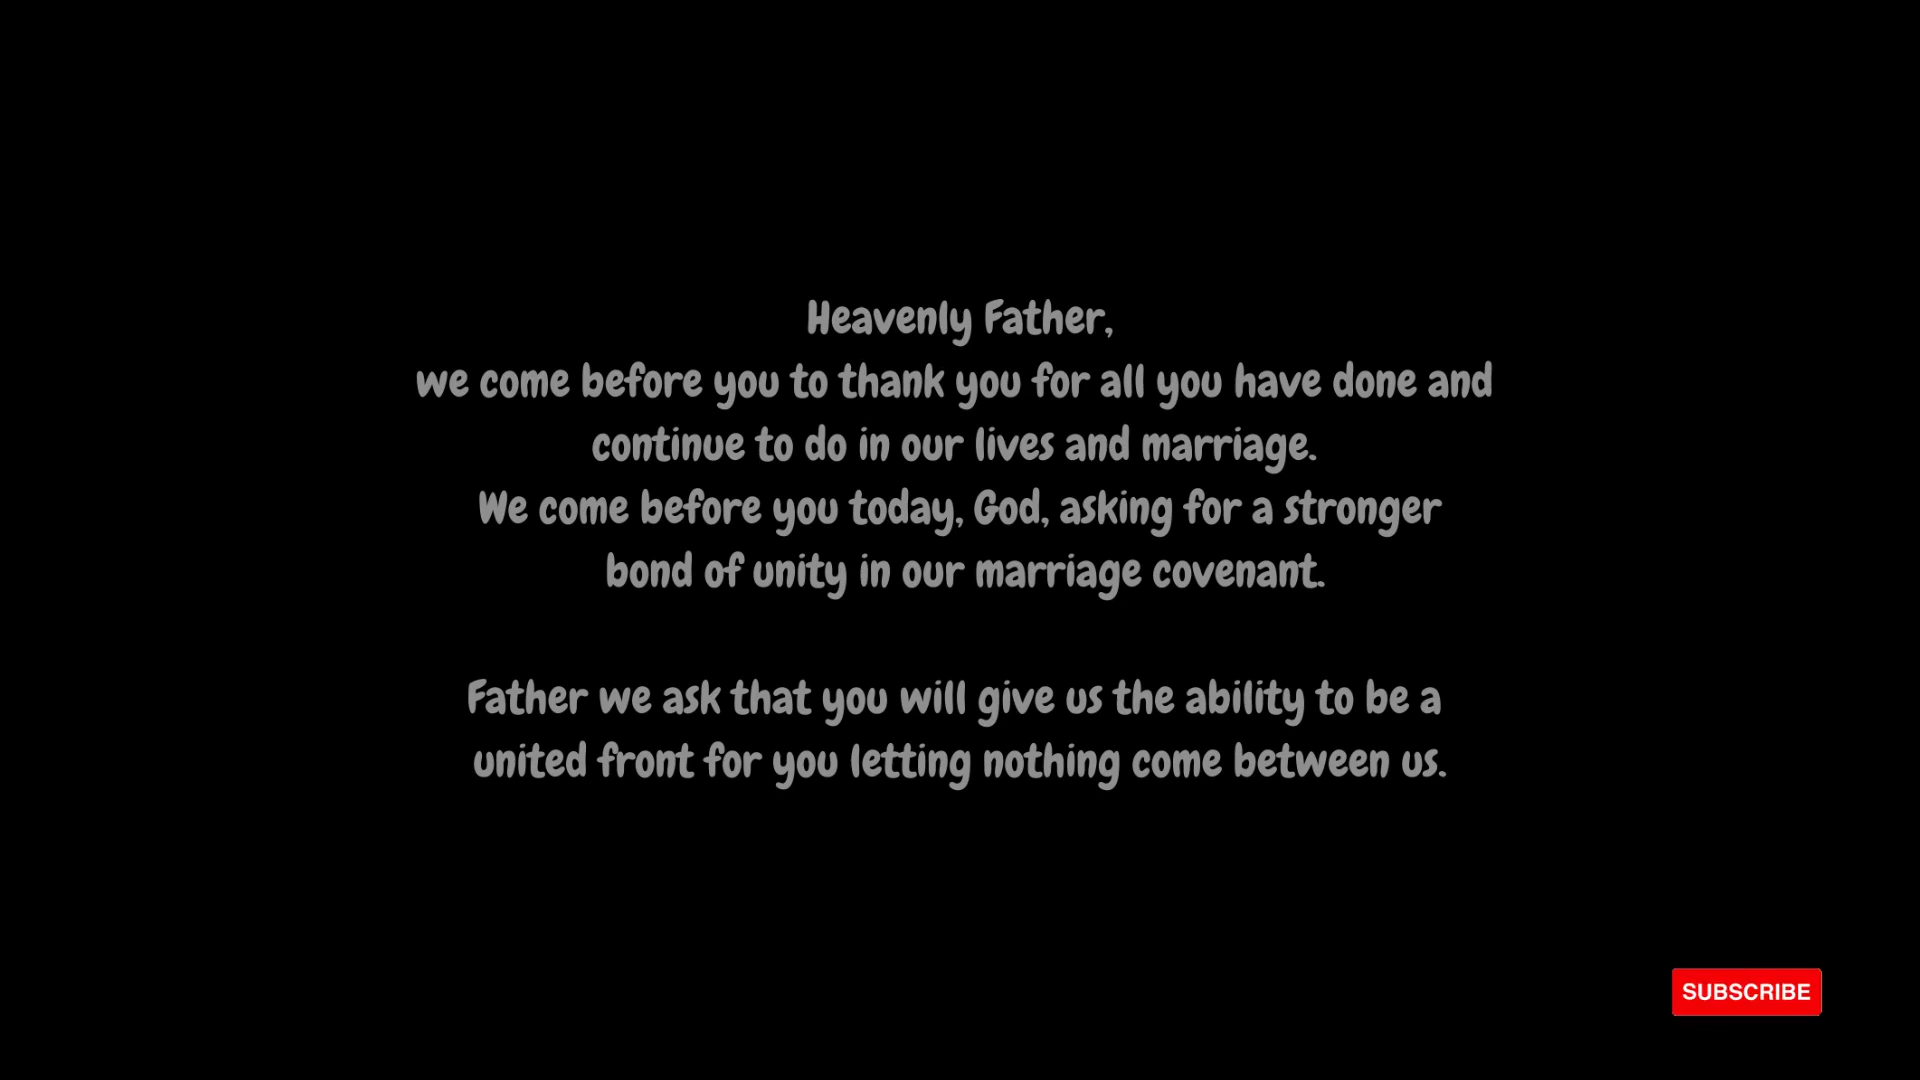 Heavenly Father,
we come before you to thank you for all you have done and
continue to do in our lives and marriage.
We come before you today, God, asking for a stronger
bond of unity in our marriage covenant.
Father we ask that you will give us the ability to be a
united front for you letting nothing come between us.
SUBSCRIBE